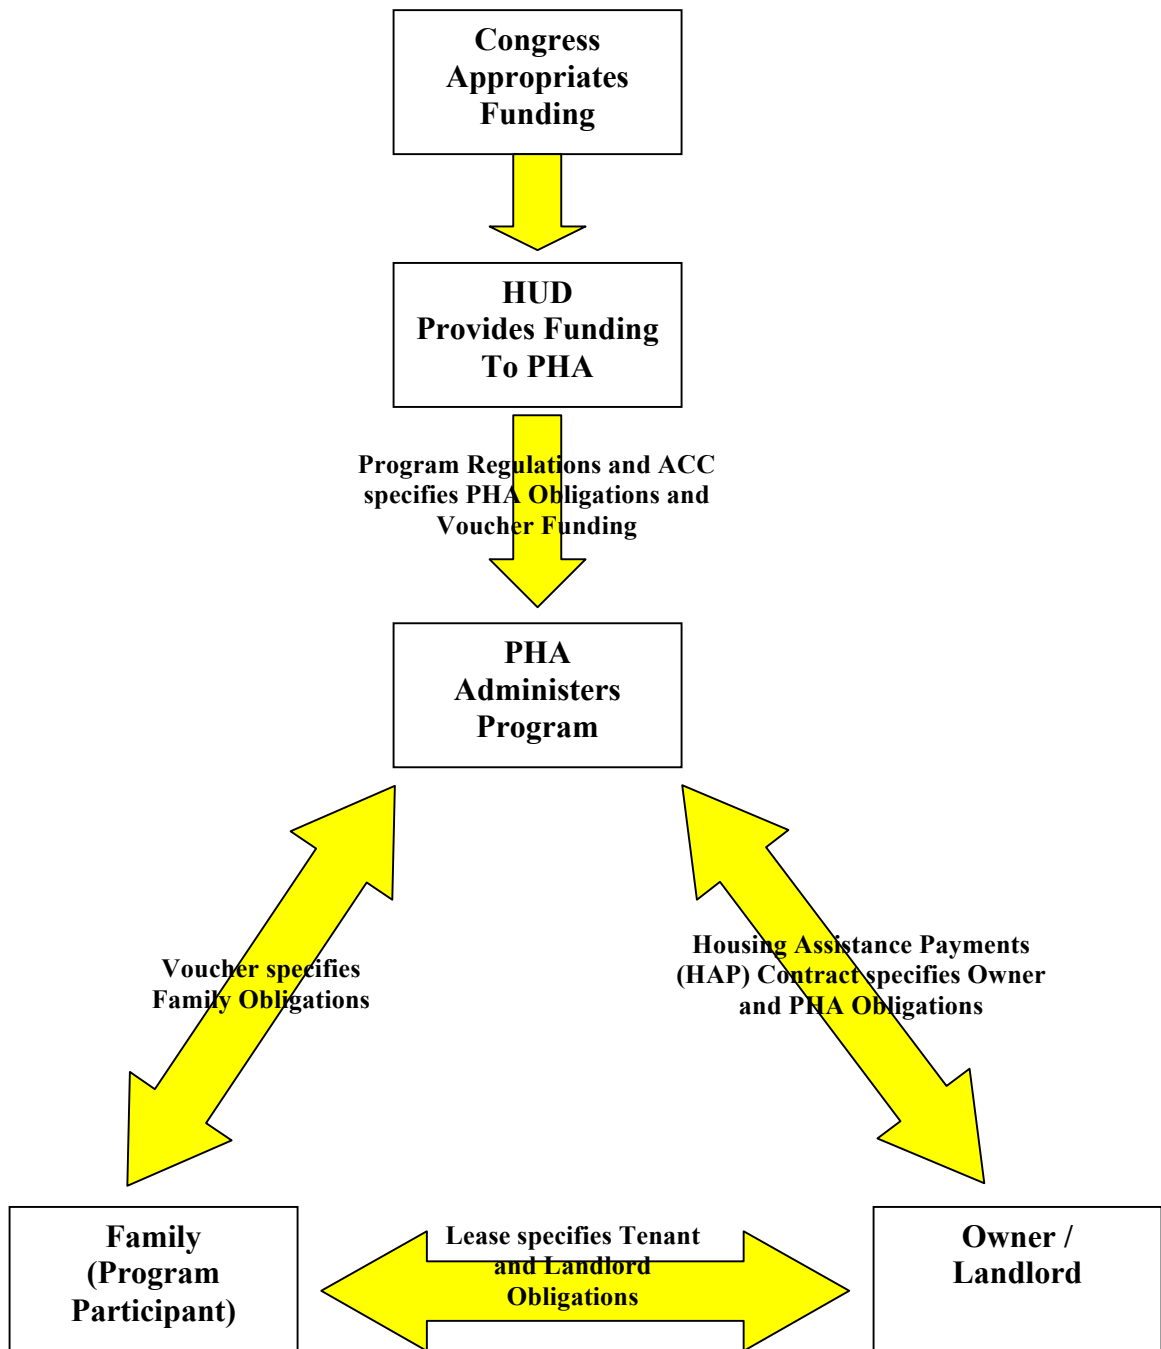 Congress
Appropriates
Funding
HUD
Provides Funding
To PHA
Program Regulations and ACC
specifies PHA Obligations and
Voucher Funding
PHA
Administers
Program
Voucher specifies
Family Obligations
Housing Assistance Payments
(HAP) Contract specifies Owner
and PHA Obligations
Family
(Program
Participant)
Lease specifies Tenant
and Landlord
Obligations
Owner /
Landlord